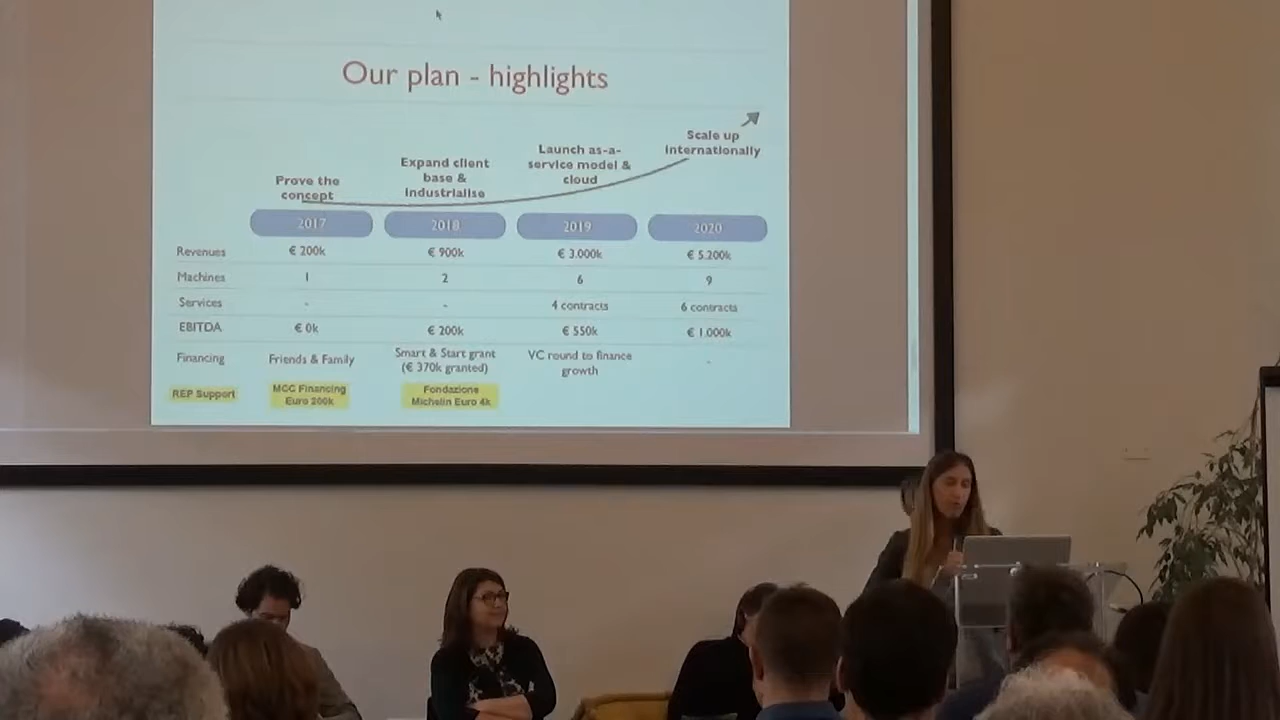 Our plan - highlights
Scale up
internationally
Launch as-a-
service model &
cloud
Expand client
base &
industrialise
Prove the
concept
2017 2018 2019 2020
Revenues € 200k € 900k € 3.000k € 5.200k
Machines 1 2 6 9
Services - - 4 contracts 6 contracts
EBITDA € 0k € 200k € 550k € 1.000k
Financing Friends & Family Smart & Start grant
(€ 370k granted) VC round to finance
growth -
REP Support MCC Financing
Euro 200k Fondazione
Michelin Euro 4k